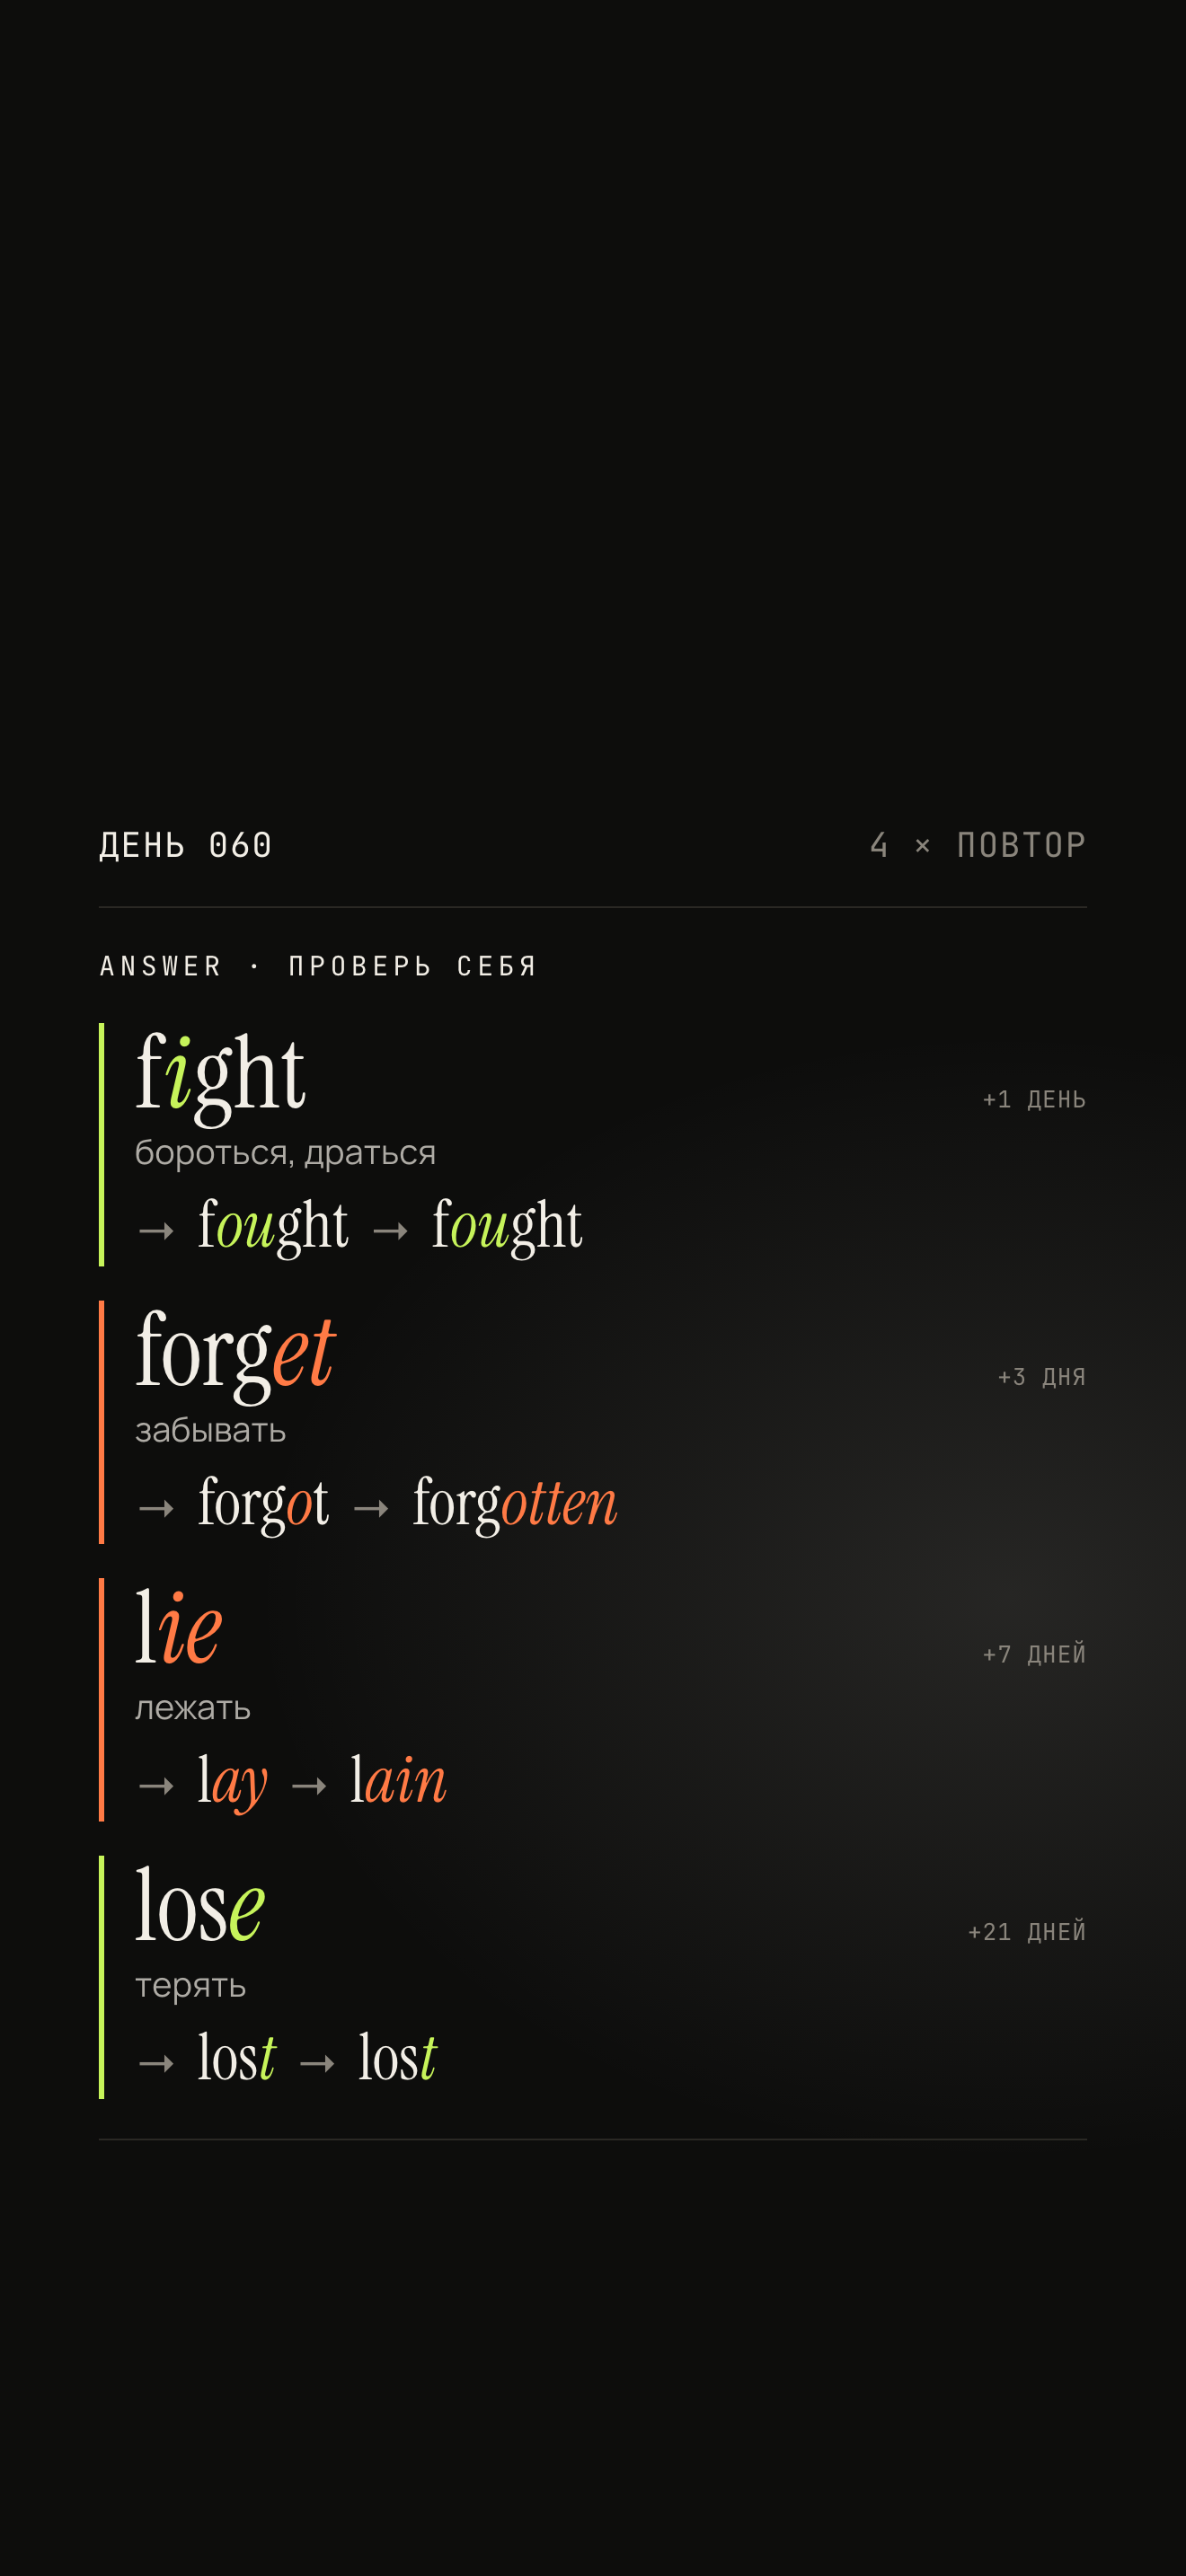 ДЕНЬ 060
4 × ПОВТОР
ANSWER · ПРОВЕРЬ СЕБЯ
fight
+1 ДЕНЬ
бороться, драться
→ fought → fought
forget
+3 ДНЯ
забывать
→ forgot → forgotten
lie
+7 ДНЕЙ
лежать
→ lay → lain
lose
+21 ДНЕЙ
терять
→ lost → lost